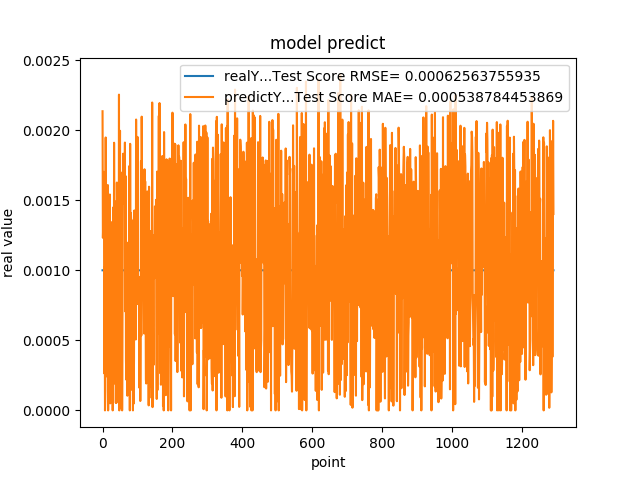 model predict
realY...Test Score RMSE= 0.00062563755935
predictY...Test Score MAE= 0.000538784453869
0.0025
0.0020
0.0015
0.0010
0.0005
0.0000
real value
0 200 400 600 800 1000 1200
point